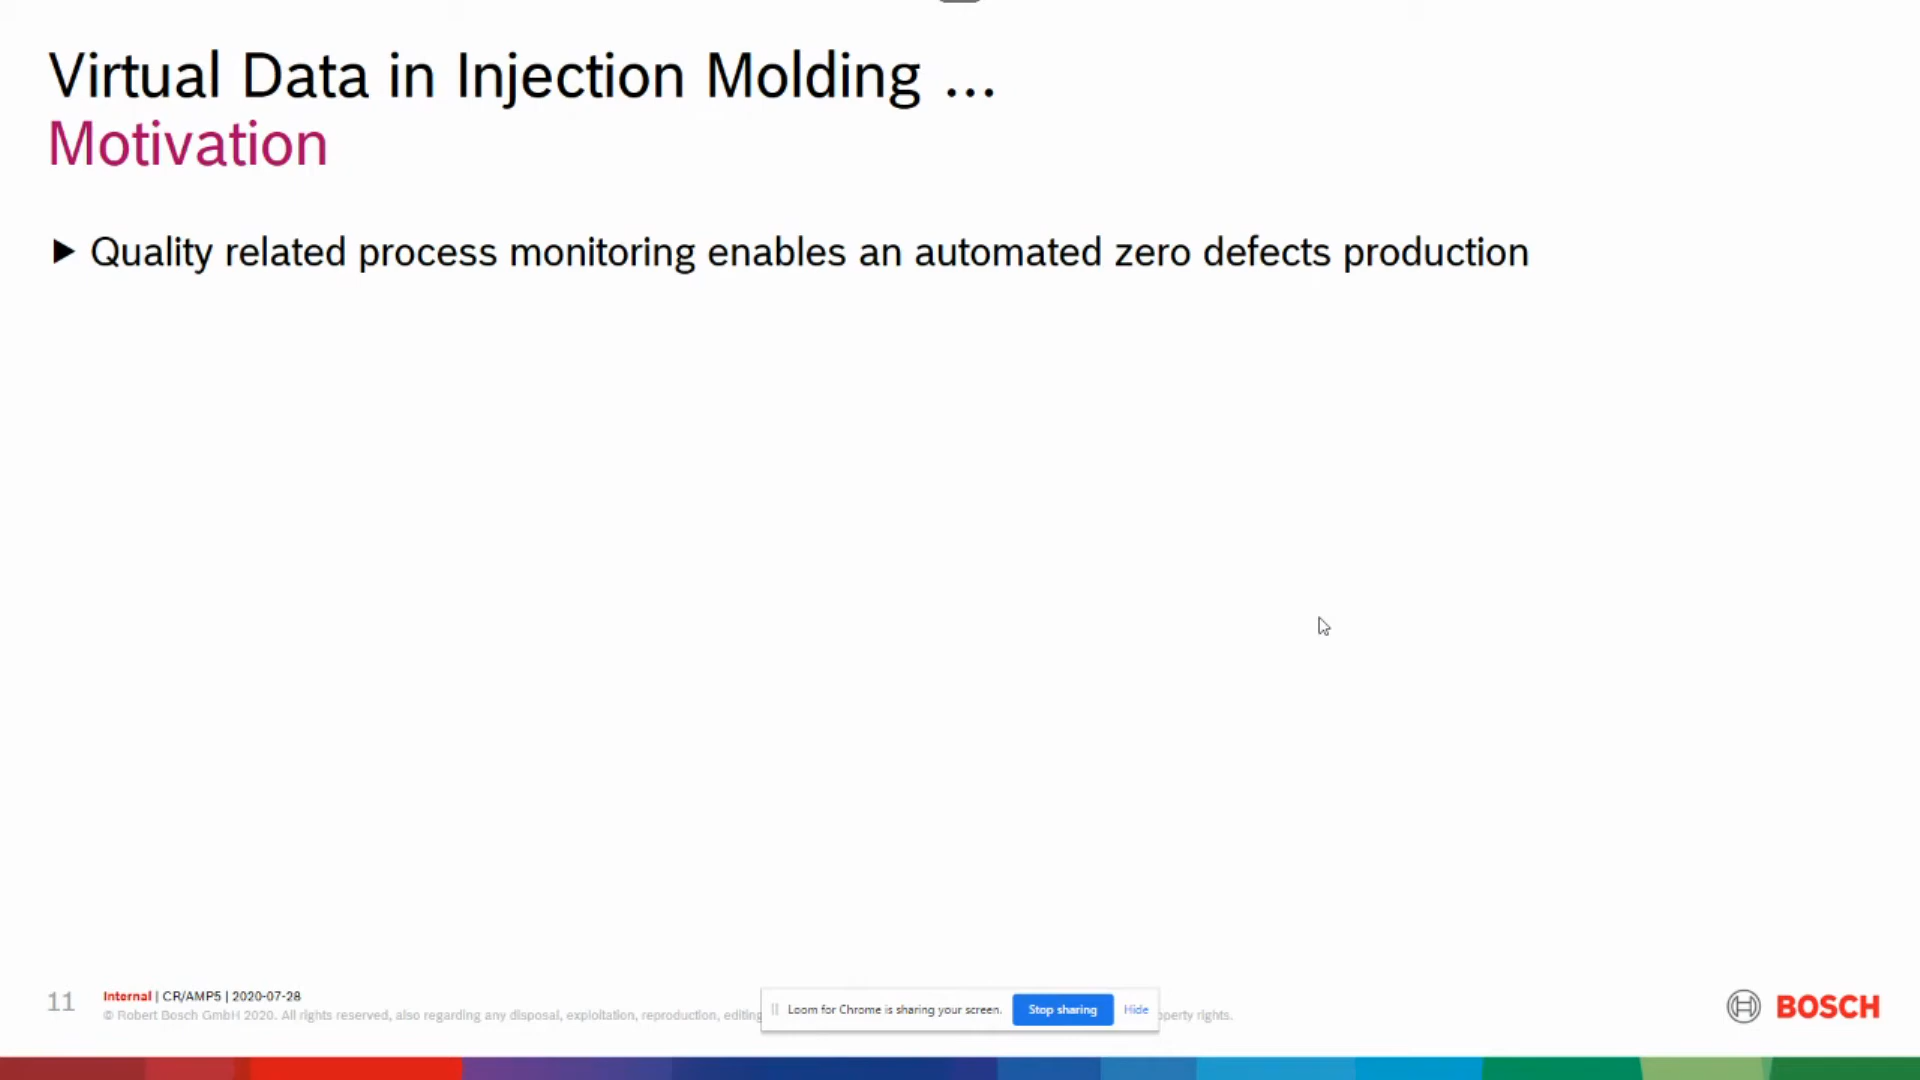 Virtual Data in Injection Molding ...
Motivation
▶ Quality related process monitoring enables an automated zero defects production
11
Internal | CR/AMP5 | 2020-07-28
© Robert Bosch GmbH 2020. All rights reserved, also regarding any disposal, exploitation, reproduction, editing
Loom for Chrome is sharing your screen. Stop sharing Hide
rights.
BOSCH